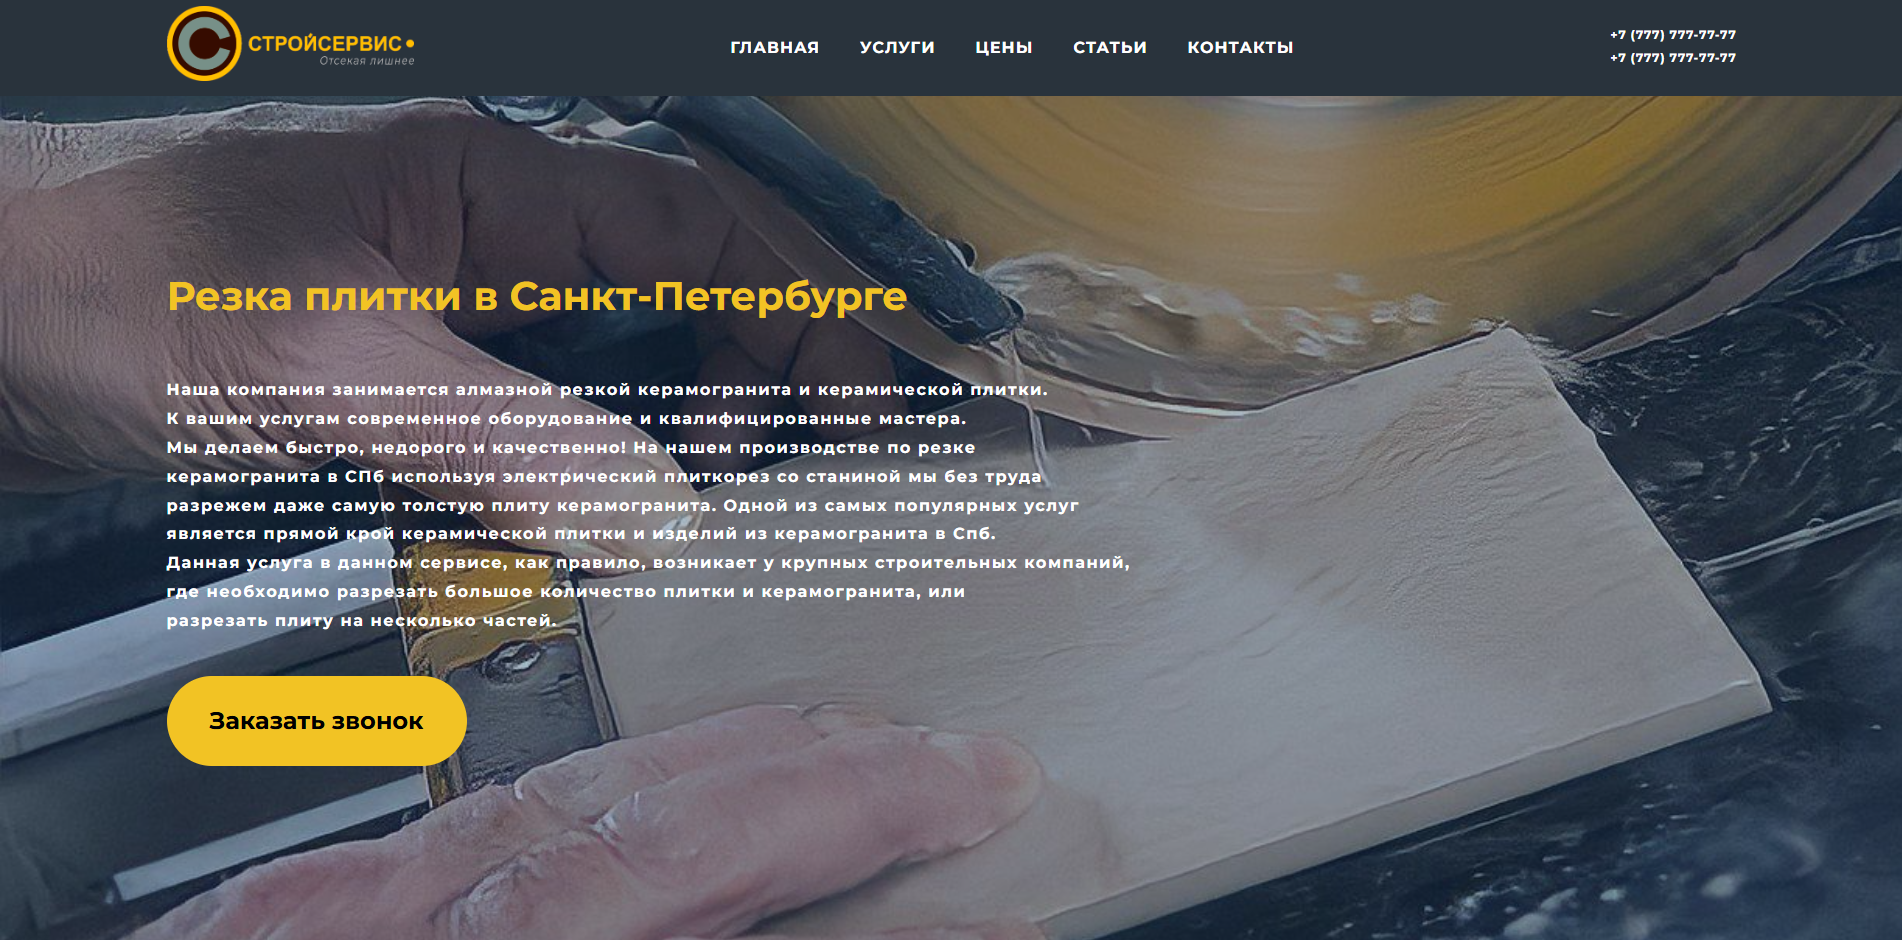 СТРОЙСЕРВИС
Отсекая лишнее
ГЛАВНАЯ УСЛУГИ ЦЕНЫ СТАТЬИ КОНТАКТЫ
+7 (777) 777-77-77
+7 (777) 777-77-77
Резка плитки в Санкт-Петербурге
Наша компания занимается алмазной резкой керамогранита и керамической плитки.
К вашим услугам современное оборудование и квалифицированные мастера.
Мы делаем быстро, недорого и качественно! На нашем производстве по резке
керамогранита в СПб используя электрический плиткорез со станиной мы без труда
разрежем даже самую толстую плиту керамогранита. Одной из самых популярных услуг
является прямой крой керамической плитки и изделий из керамогранита в Спб.
Данная услуга в данном сервисе, как правило, возникает у крупных строительных компаний,
где необходимо разрезать большое количество плитки и керамогранита, или
разрезать плиту на несколько частей.
Заказать звонок